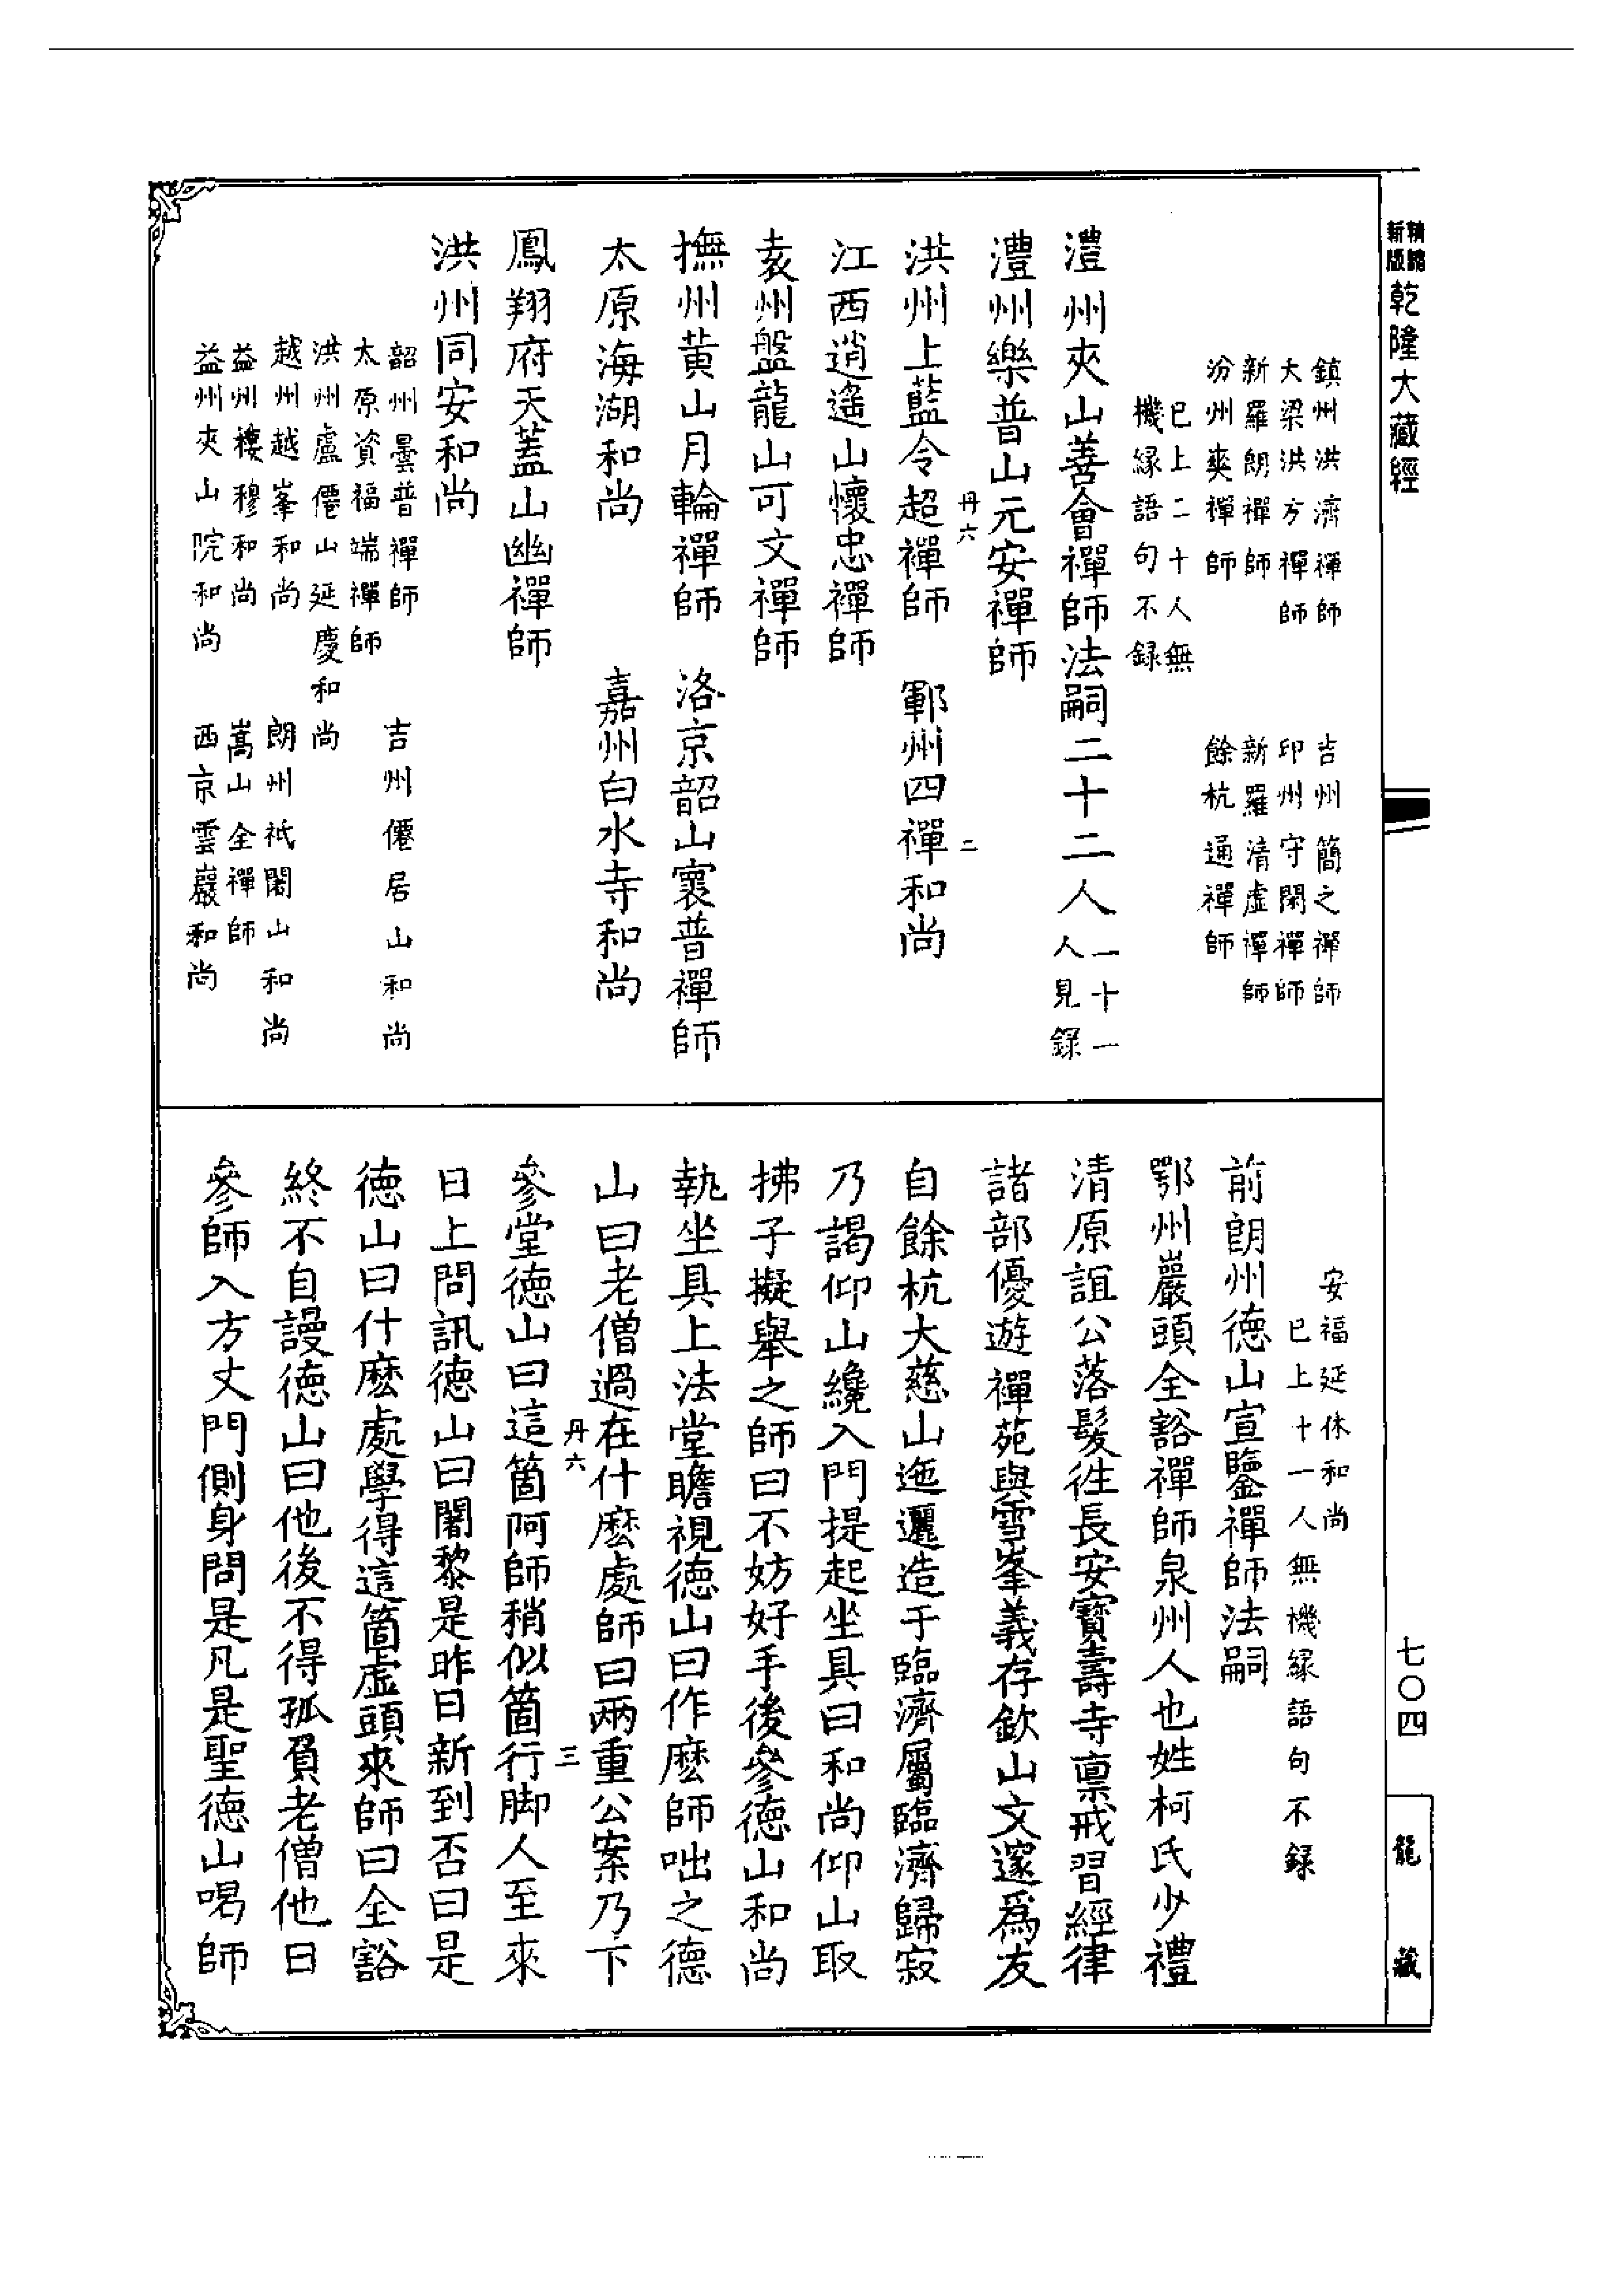 精縮新版乾隆大藏經
鎮州洪濟禪師　吉州簡之禪師
大梁洪方禪師　印州守閑禪師
新羅朗禪師　新羅清虛禪師
汾州爽禪師　餘杭通禪師
已上二十人無
機緣語句不錄
澧州夾山善會禪師法嗣二十二人一十一人見錄
澧州樂普山元安禪師
丹六　二
洪州上藍令超禪師　鄆州四禪和尚
江西逍遙山懷忠禪師
袁州盤龍山可文禪師
撫州黃山月輪禪師　洛京韶山寰普禪師
太原海湖和尚　嘉州白水寺和尚
鳳翔府天蓋山幽禪師
洪州同安和尚
韶州曇普禪師　吉州僊居山和尚
太原資福端禪師
洪州盧僊山延慶和尚
越州越峯和尚　朗州祇闍山和尚
益州棲穆和尚　嵩山全禪師
益州夾山院和尚　西京雲巖和尚
安福延休和尚
已上十一人無機緣語句不錄
前朗州德山宣鑒禪師法嗣
鄂州巖頭全豁禪師泉州人也姓柯氏少禮
清原誼公落髮徃長安寶壽寺稟戒習經律
諸部優遊禪苑與雪峯義存欽山文邃爲友
自餘杭大慈山迤邐造于臨濟屬臨濟歸寂
乃謁仰山纔入門提起坐具曰和尚仰山取
拂子擬舉之師曰不妨好手後參德山和尚
執坐具上法堂瞻視德山曰作麽師咄之德
山曰老僧過在什麽處師曰兩重公案乃下
丹六　三
參堂德山曰這箇阿師稍似箇行脚人至來
日上問訊德山曰闍黎是昨日新到否曰是
德山曰什麽處學得這箇虛頭來師曰全豁
終不自謾德山曰他後不得孤負老僧他日
參師入方丈門側身問是凡是聖德山喝師
七〇四
龍藏